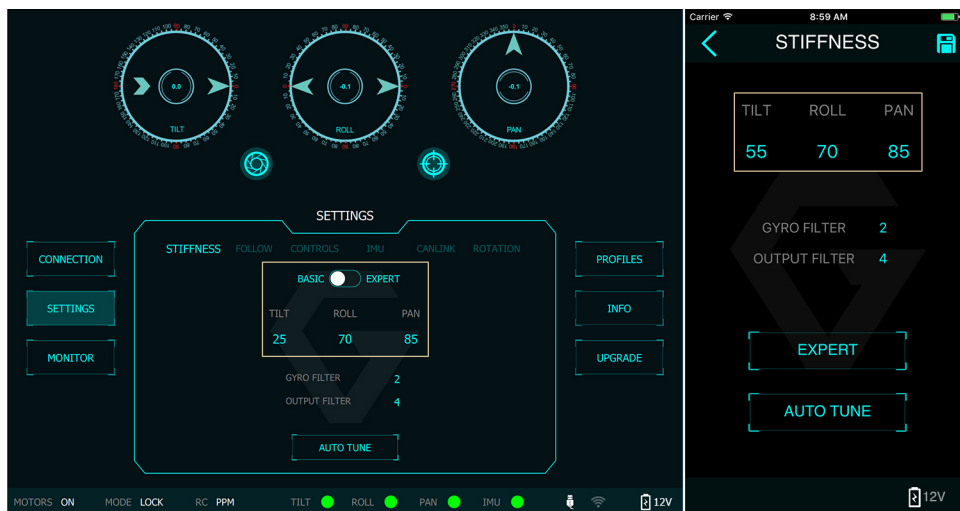 0.0
TILT
-0.1
ROLL
-0.1
PAN
SETTINGS
STIFFNESS FOLLOW CONTROLS IMU CANLINK ROTATION
BASIC EXPERT
TILT ROLL PAN
25 70 85
GYRO FILTER 2
OUTPUT FILTER 4
AUTO TUNE
CONNECTION
SETTINGS
MONITOR
PROFILES
INFO
UPGRADE
MOTORS ON MODE LOCK RC PPM TILT ROLL PAN IMU 12V
Carrier 8:59 AM
STIFFNESS
TILT ROLL PAN
55 70 85
GYRO FILTER 2
OUTPUT FILTER 4
EXPERT
AUTO TUNE
12V